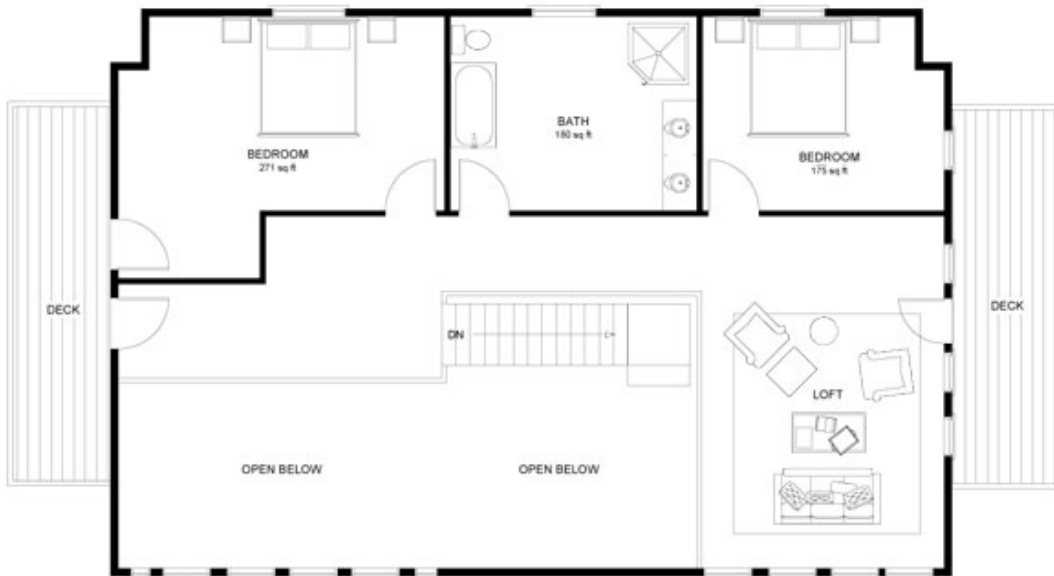 BATH
150 sq ft
BEDROOM
271 sq ft
BEDROOM
175 sq ft
DECK
DECK
DN
LOFT
OPEN BELOW
OPEN BELOW